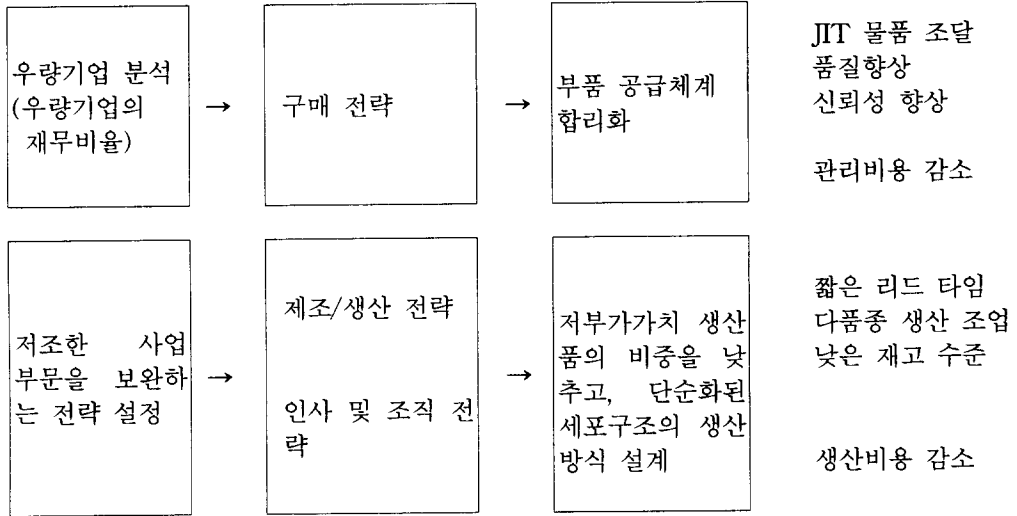 우량기업 분석
(우량기업의
재무비율)
→
구매 전략
→
부품 공급체계
합리화
JIT 물품 조달
품질향상
신뢰성 향상
관리비용 감소
저조한 사업
부문을 보완하
는 전략 설정
→
제조/생산 전략
인사 및 조직 전
략
→
저부가가치 생산
품의 비중을 낮
추고, 단순화된
세포구조의 생산
방식 설계
짧은 리드 타임
다품종 생산 조업
낮은 재고 수준
생산비용 감소